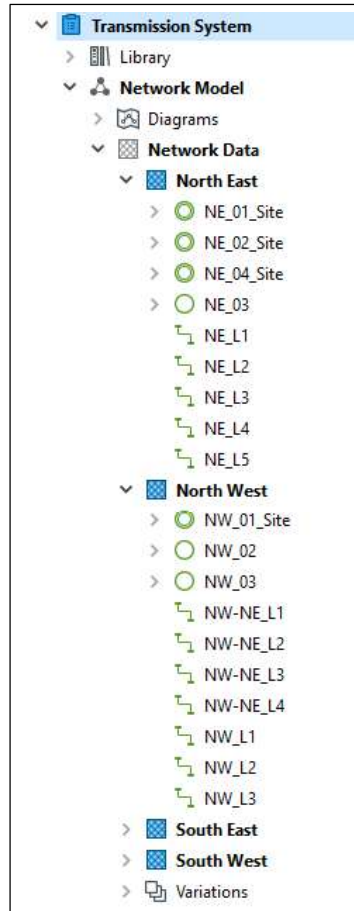 Transmission System
Library
Network Model
Diagrams
Network Data
North East
NE_01_Site
NE_02_Site
NE_04_Site
NE_03
NE_L1
NE_L2
NE_L3
NE_L4
NE_L5
North West
NW_01_Site
NW_02
NW_03
NW-NE_L1
NW-NE_L2
NW-NE_L3
NW-NE_L4
NW_L1
NW_L2
NW_L3
South East
South West
Variations